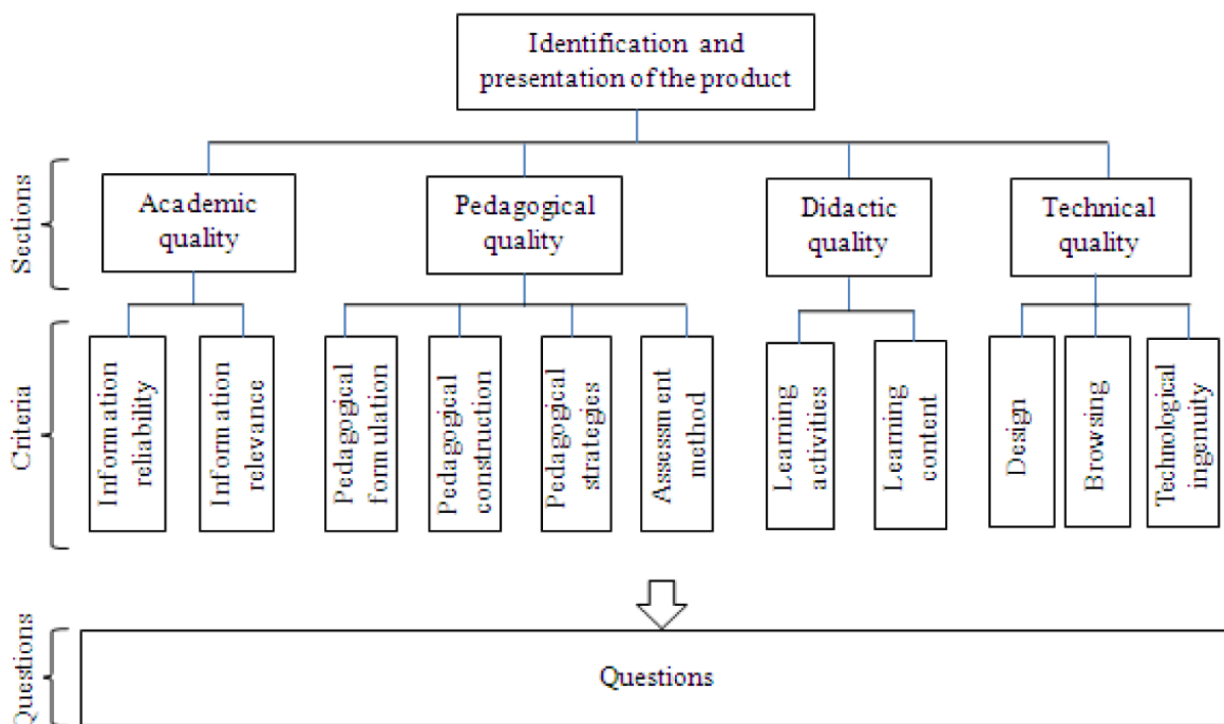 Identification and
presentation of the product
Sections
Academic
quality
Pedagogical
quality
Didactic
quality
Technical
quality
Criteria
Information
reliability
Information
relevance
Pedagogical
formulation
Pedagogical
construction
Pedagogical
strategies
Assessment
method
Learning
activities
Learning
content
Design
Browsing
Technological
ingenuity
Questions
Questions